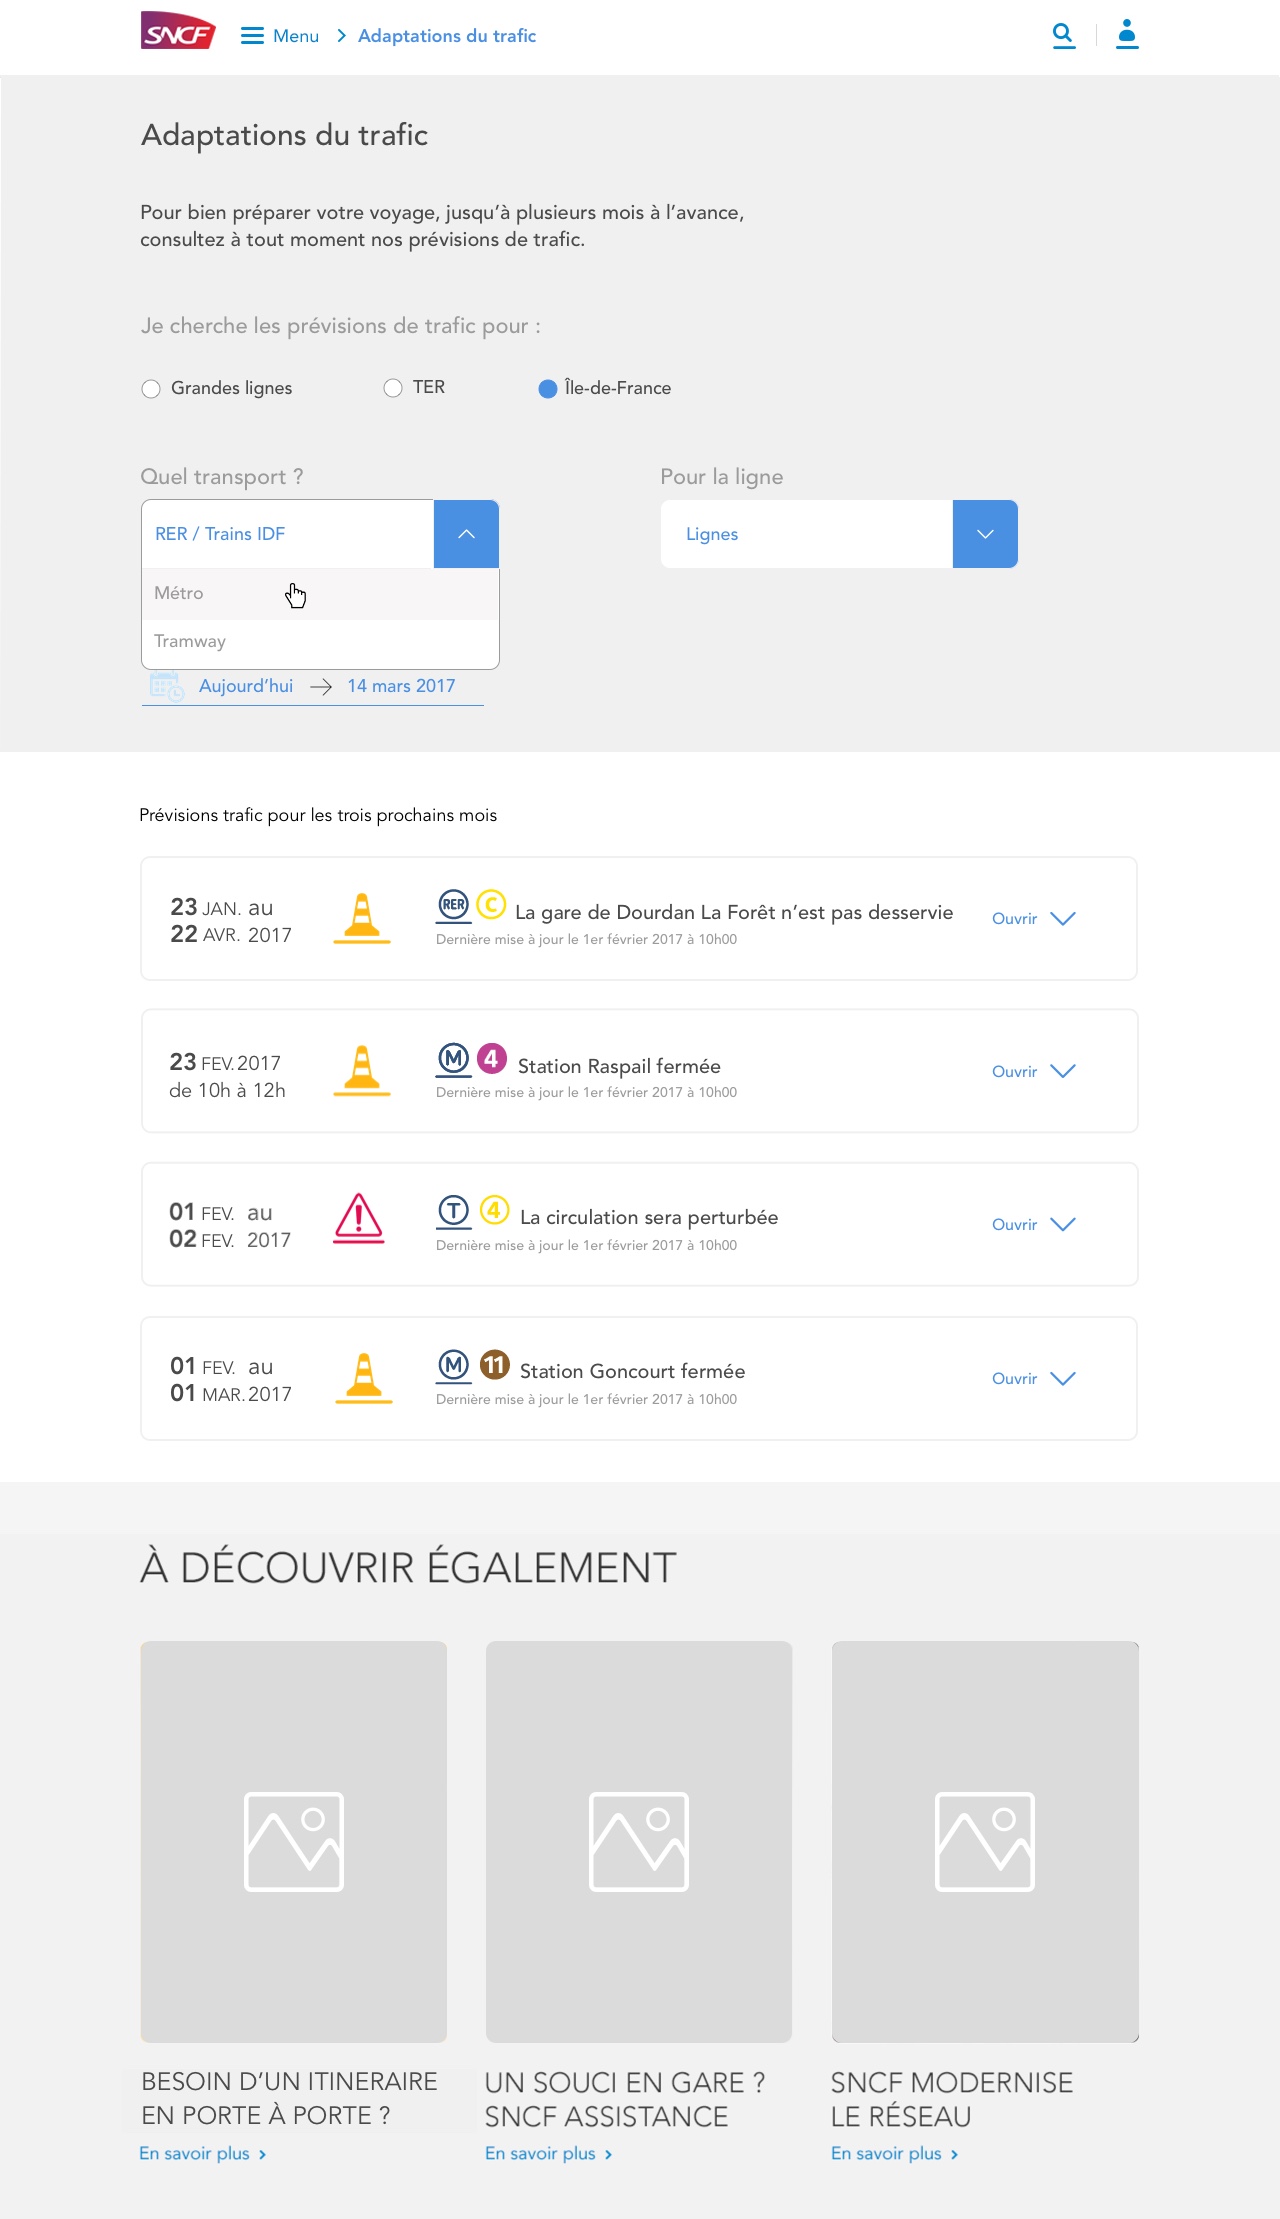 SNCF
Menu
Adaptations du trafic
Adaptations du trafic
Pour bien préparer votre voyage, jusqu’à plusieurs mois à l’avance,
consultez à tout moment nos prévisions de trafic.
Je cherche les prévisions de trafic pour :
Grandes lignes
TER
Île-de-France
Quel transport ?
RER / Trains IDF
Métro
Tramway
Pour la ligne
Lignes
Aujourd’hui
14 mars 2017
Prévisions trafic pour les trois prochains mois
23 JAN. au
22 AVR. 2017
RER C La gare de Dourdan La Forêt n’est pas desservie
Dernière mise à jour le 1er février 2017 à 10h00
Ouvrir
23 FEV. 2017
de 10h à 12h
M 4 Station Raspail fermée
Dernière mise à jour le 1er février 2017 à 10h00
Ouvrir
01 FEV. au
02 FEV. 2017
T 4 La circulation sera perturbée
Dernière mise à jour le 1er février 2017 à 10h00
Ouvrir
01 FEV. au
01 MAR. 2017
M 11 Station Goncourt fermée
Dernière mise à jour le 1er février 2017 à 10h00
Ouvrir
À DÉCOUVRIR ÉGALEMENT
BESOIN D’UN ITINERAIRE
EN PORTE À PORTE ?
En savoir plus
UN SOUCI EN GARE ?
SNCF ASSISTANCE
En savoir plus
SNCF MODERNISE
LE RÉSEAU
En savoir plus